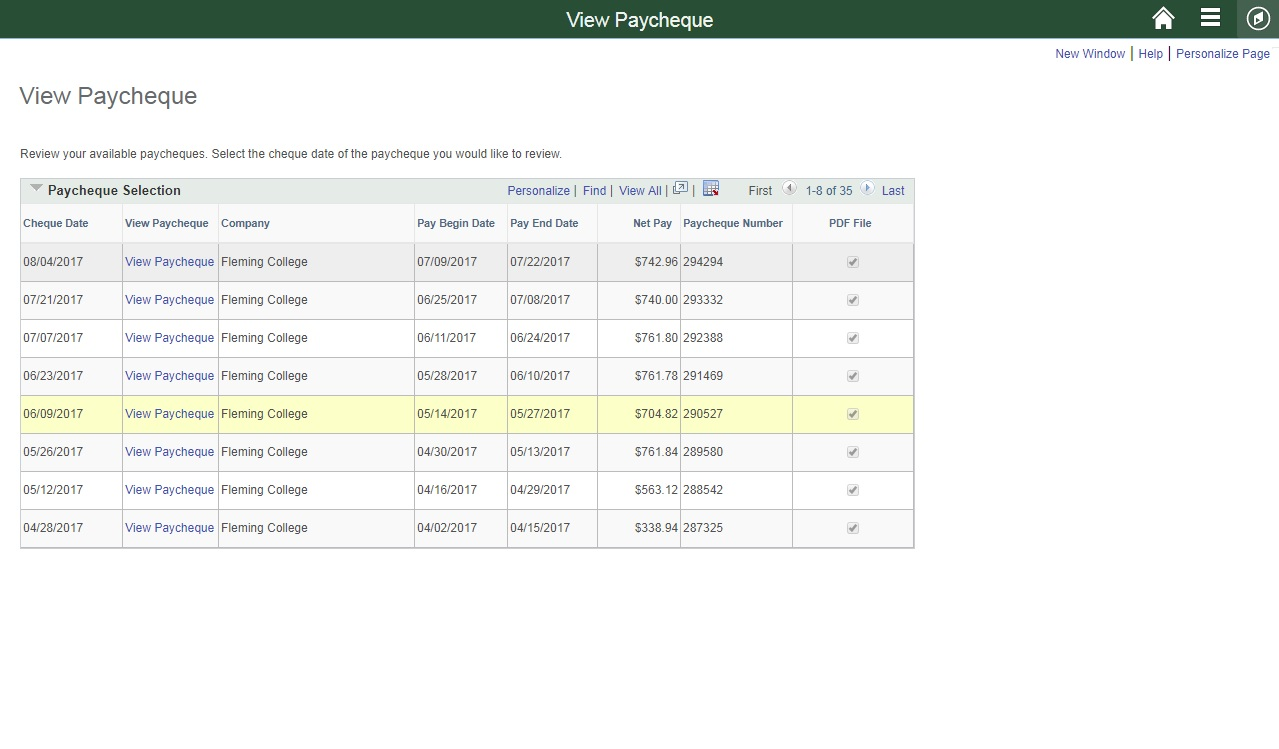 View Paycheque
New Window | Help | Personalize Page
View Paycheque
Review your available paycheques. Select the cheque date of the paycheque you would like to review.
Paycheque Selection Personalize | Find | View All | | First 1-8 of 35 Last
Cheque Date View Paycheque Company Pay Begin Date Pay End Date Net Pay Paycheque Number PDF File
08/04/2017 View Paycheque Fleming College 07/09/2017 07/22/2017 $742.96 294294
07/21/2017 View Paycheque Fleming College 06/25/2017 07/08/2017 $740.00 293332
07/07/2017 View Paycheque Fleming College 06/11/2017 06/24/2017 $761.80 292388
06/23/2017 View Paycheque Fleming College 05/28/2017 06/10/2017 $761.78 291469
06/09/2017 View Paycheque Fleming College 05/14/2017 05/27/2017 $704.82 290527
05/26/2017 View Paycheque Fleming College 04/30/2017 05/13/2017 $761.84 289580
05/12/2017 View Paycheque Fleming College 04/16/2017 04/29/2017 $563.12 288542
04/28/2017 View Paycheque Fleming College 04/02/2017 04/15/2017 $338.94 287325